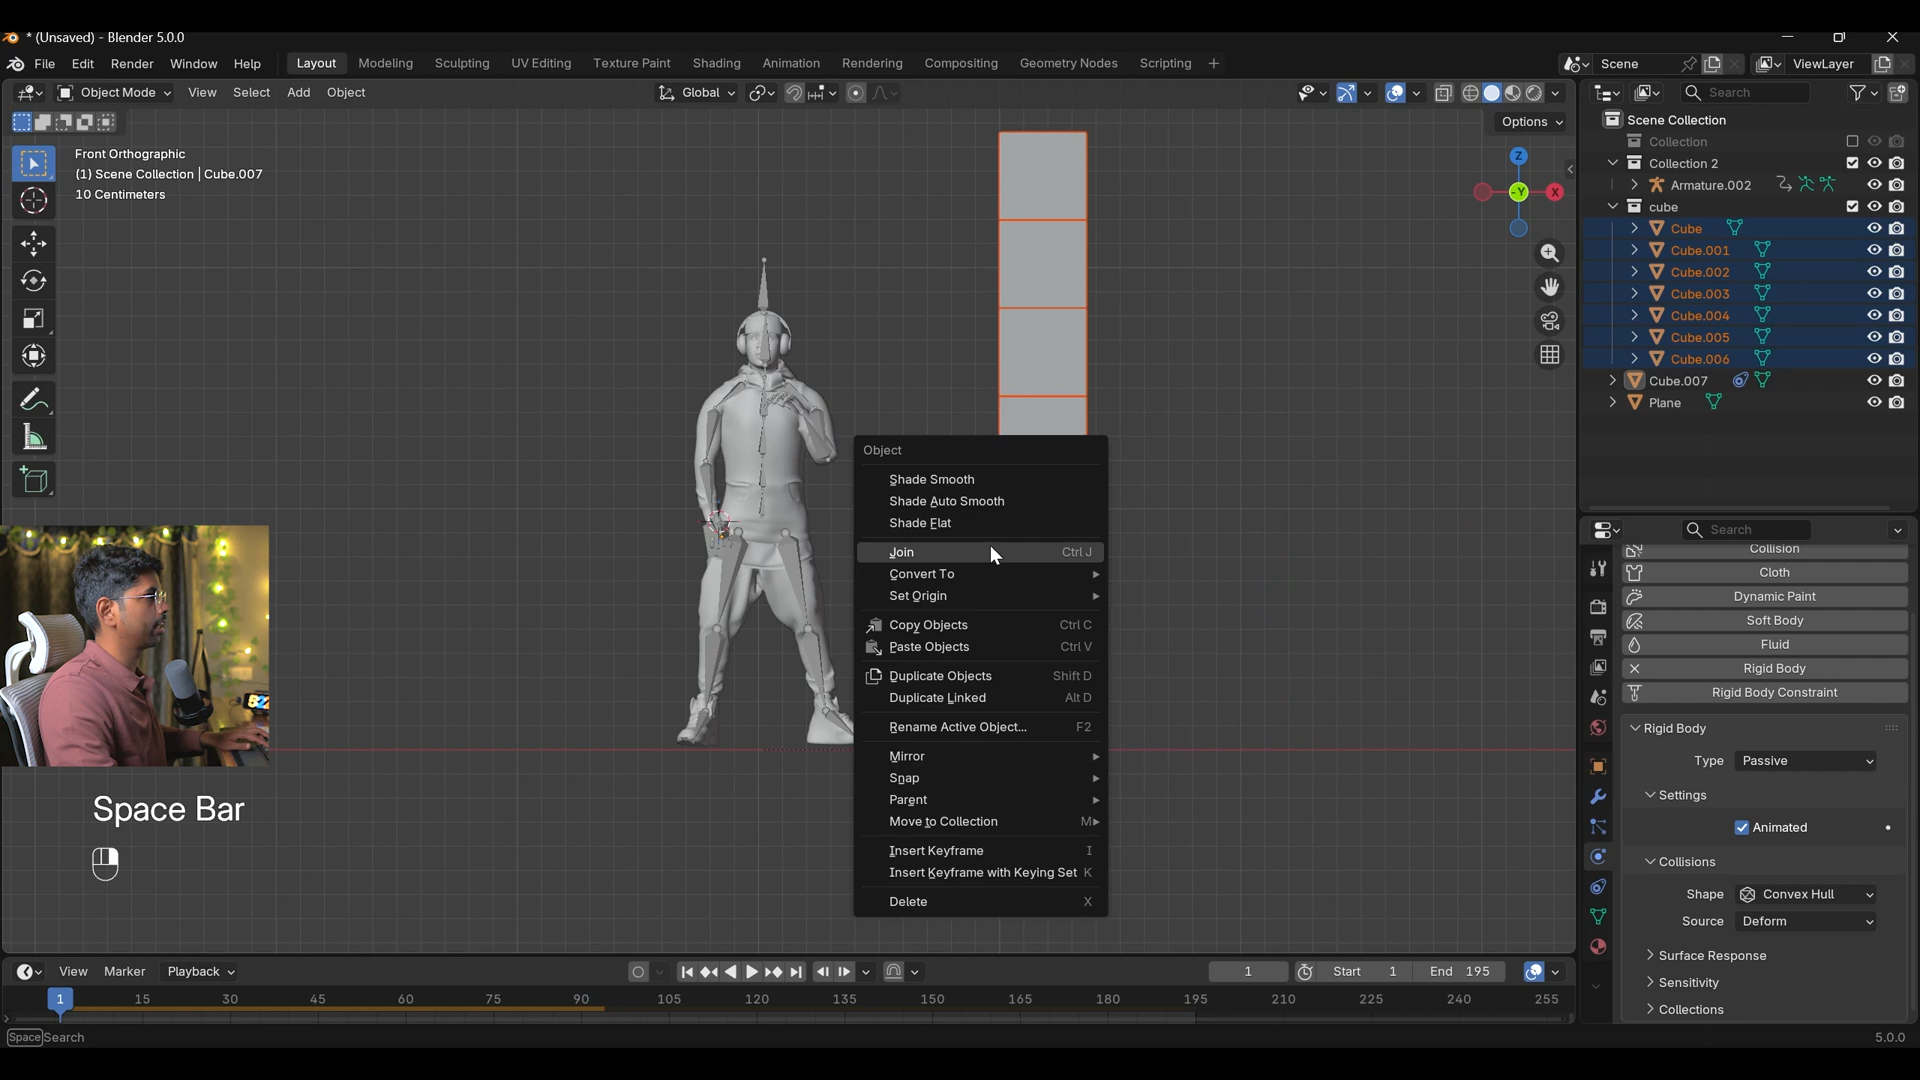 * (Unsaved) - Blender 5.0.0
File Edit Render Window Help Layout Modeling Sculpting UV Editing Texture Paint Shading Animation Rendering Compositing Geometry Nodes Scripting + Scene ViewLayer
Object Mode View Select Add Object Global Search
Options
Front Orthographic
(1) Scene Collection | Cube.007
10 Centimeters
Z
-Y
X
Scene Collection
Collection
Collection 2
Armature.002
cube
Cube
Cube.001
Cube.002
Cube.003
Cube.004
Cube.005
Cube.006
Cube.007
Plane
Object
Shade Smooth
Shade Auto Smooth
Shade Flat
Join Ctrl J
Convert To
Set Origin
Copy Objects Ctrl C
Paste Objects Ctrl V
Duplicate Objects Shift D
Duplicate Linked Alt D
Rename Active Object... F2
Mirror
Snap
Parent
Move to Collection M
Insert Keyframe I
Insert Keyframe with Keying Set K
Delete X
Search
Collision
Cloth
Dynamic Paint
Soft Body
Fluid
Rigid Body
Rigid Body Constraint
Rigid Body
Type Passive
Settings
Animated
Collisions
Shape Convex Hull
Source Deform
Surface Response
Sensitivity
Collections
Space Bar
View Marker Playback 1 Start 1 End 195
1 15 30 45 60 75 90 105 120 135 150 165 180 195 210 225 240 255
Space Search 5.0.0